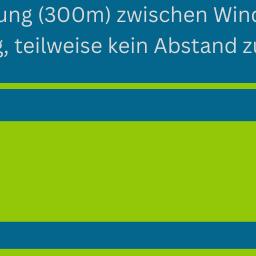 ung (300m) zwischen Wind
g, teilweise kein Abstand zu